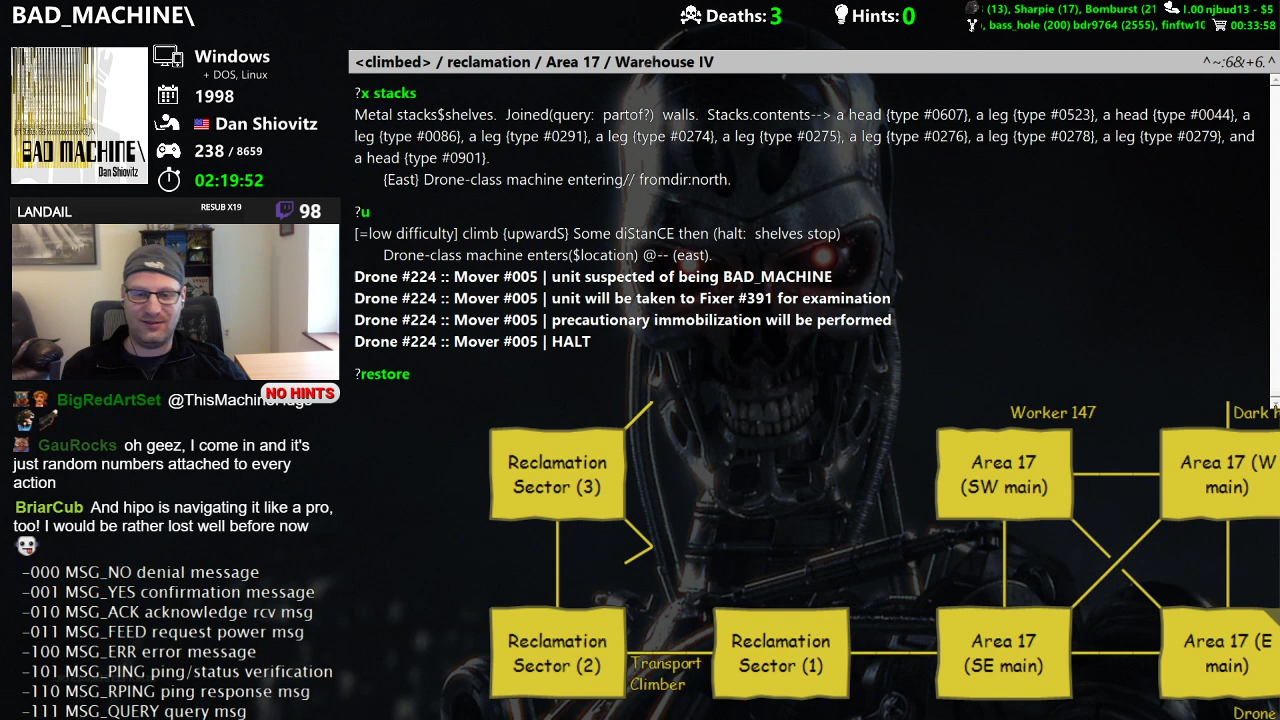 BAD_MACHINE\
Deaths: 3
Hints: 0
(13), Sharpie (17), Bomburst (21
1.00 njbud13 - $5
, bass_hole (200) bdr9764 (2555), finftw10
00:33:58
Windows
+ DOS, Linux
1998
Dan Shiovitz
238 / 8659
02:19:52
BAD MACHINE\
Dan Shiovitz
LANDAIL
RESUB X19
98
NO HINTS
BigRedArtSet @ThisMachine
GauRocks oh geez, I come in and it's
just random numbers attached to every
action
BriarCub And hipo is navigating it like a pro,
too! I would be rather lost well before now
-000 MSG_NO denial message
-001 MSG_YES confirmation message
-010 MSG_ACK acknowledge rcv msg
-011 MSG_FEED request power msg
-100 MSG_ERR error message
-101 MSG_PING ping/status verification
-110 MSG_RPING ping response msg
-111 MSG_QUERY query msg
<climbed> / reclamation / Area 17 / Warehouse IV
^~:6&+6.^
?x stacks
Metal stacks$shelves. Joined(query: partof?) walls. Stacks.contents--> a head {type #0607}, a leg {type #0523}, a head {type #0044}, a
leg {type #0086}, a leg {type #0291}, a leg {type #0274}, a leg {type #0275}, a leg {type #0276}, a leg {type #0278}, a leg {type #0279}, and
a head {type #0901}.
{East} Drone-class machine entering// fromdir:north.
?u
[=low difficulty] climb {upwardS} Some diStanCE then (halt: shelves stop)
Drone-class machine enters($location) @-- (east).
Drone #224 :: Mover #005 | unit suspected of being BAD_MACHINE
Drone #224 :: Mover #005 | unit will be taken to Fixer #391 for examination
Drone #224 :: Mover #005 | precautionary immobilization will be performed
Drone #224 :: Mover #005 | HALT
?restore
Worker 147
Dark
Reclamation
Sector (3)
Area 17
(SW main)
Area 17 (W
main)
Reclamation
Sector (2)
Transport
Climber
Reclamation
Sector (1)
Area 17
(SE main)
Area 17 (E
main)
Drone